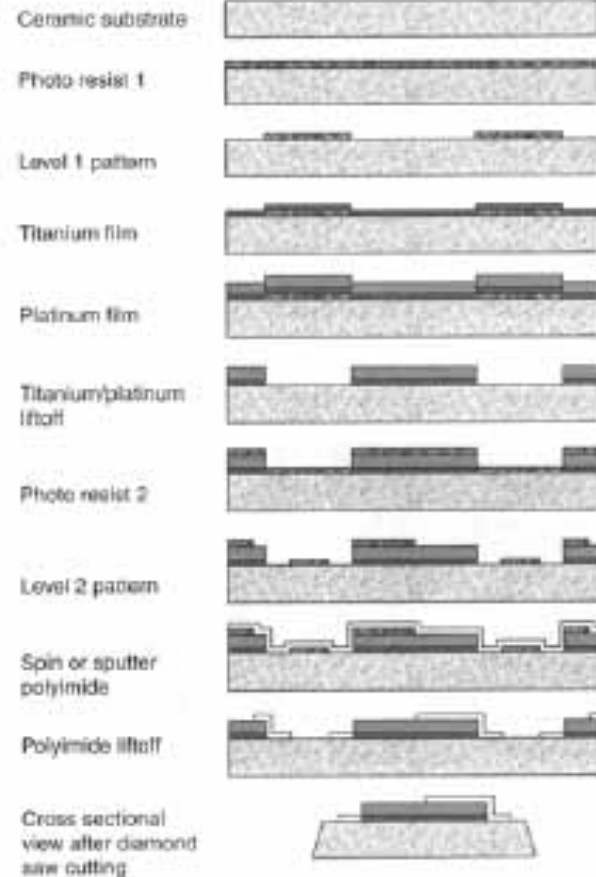 Ceramic substrate
Photo resist 1
Level 1 pattern
Titanium film
Platinum film
Titanium/platinum
liftoff
Photo resist 2
Level 2 pattern
Spin or sputter
polyimide
Polyimide liftoff
Cross sectional
view after diamond
saw cutting